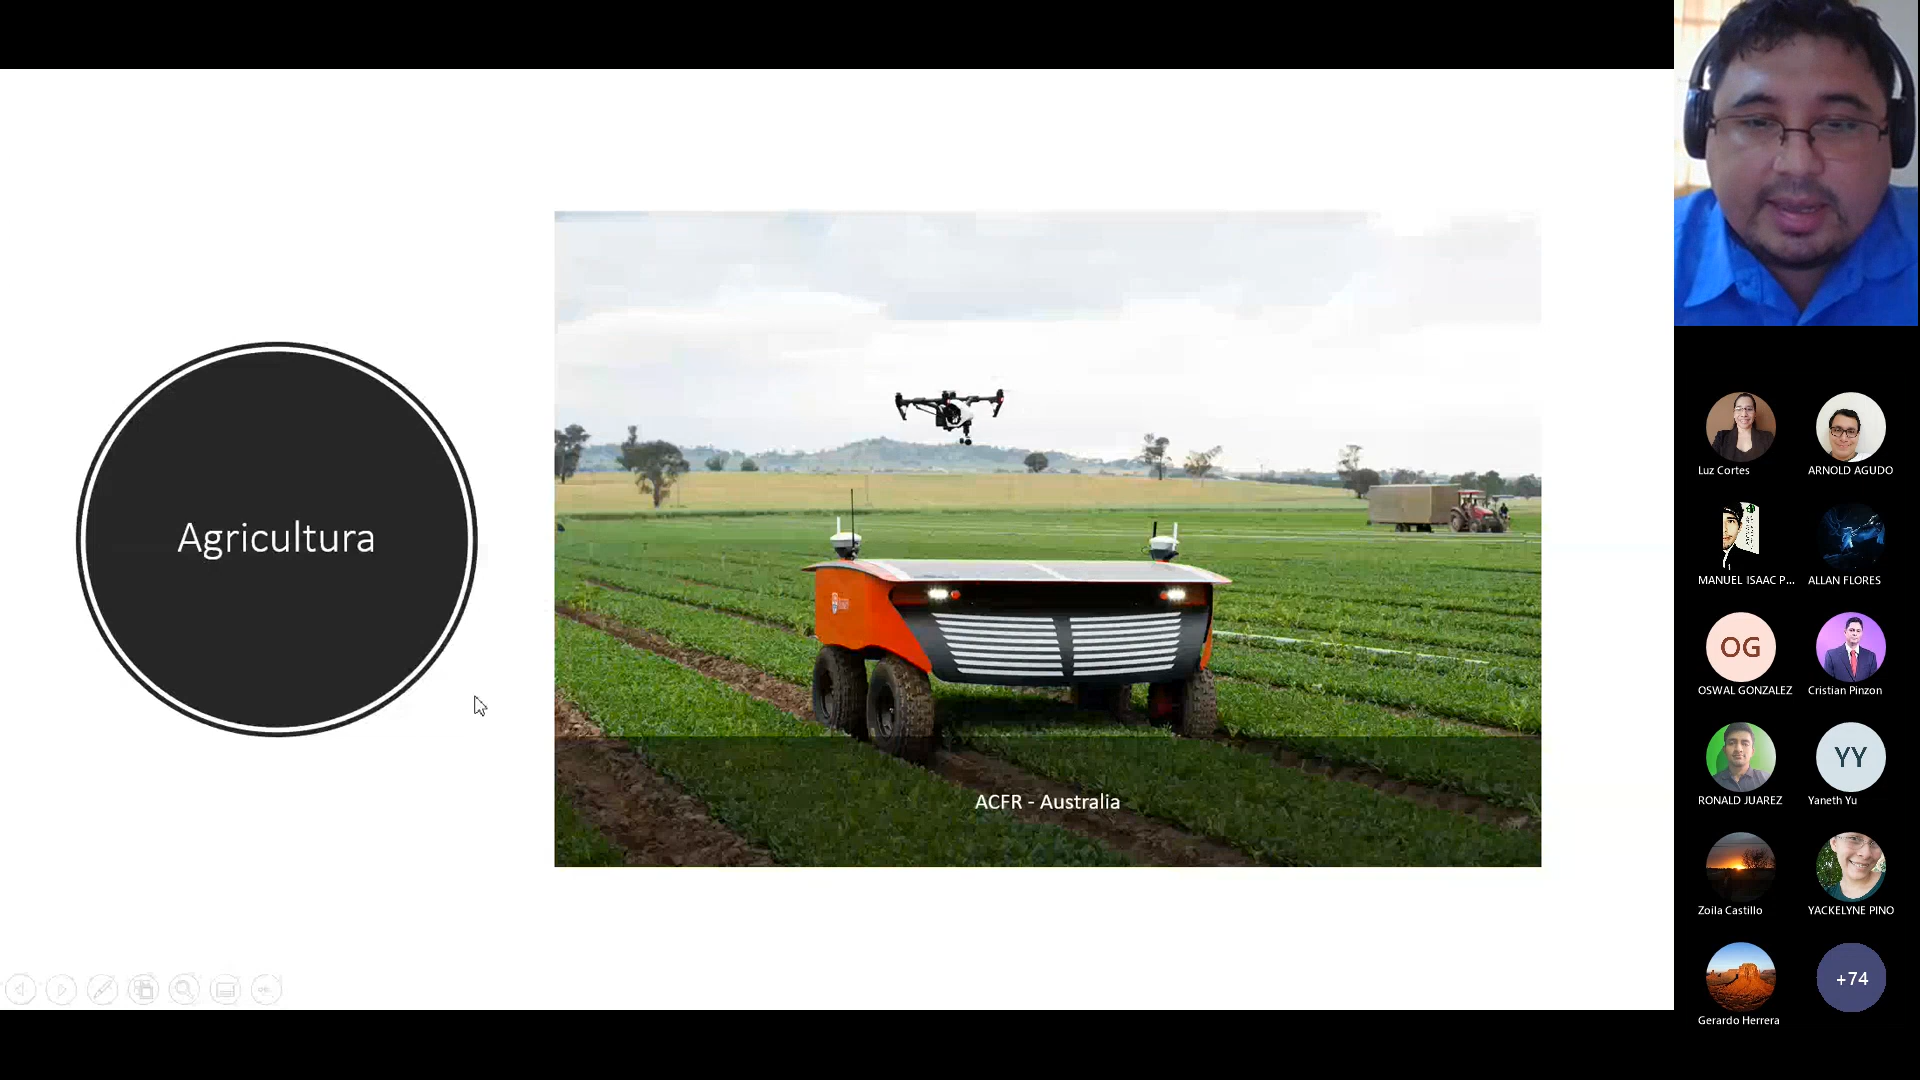 Agricultura
ACFR - Australia
Luz Cortes
ARNOLD AGUDO
MANUEL ISAAC P...
ALLAN FLORES
OG
OSWAL GONZALEZ
Cristian Pinzon
RONALD JUAREZ
YY
Yaneth Yu
Zoila Castillo
YACKELYNE PINO
Gerardo Herrera
+74